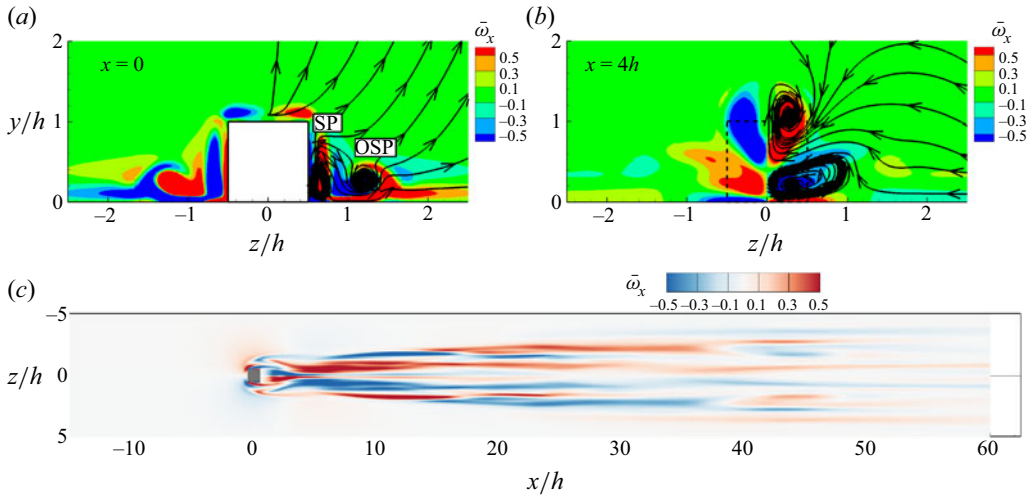 (a)
ω̄x
(b)
ω̄x
2
x = 0
0.5
0.3
0.1
−0.1
−0.3
−0.5
2
x = 4h
0.5
0.3
0.1
−0.1
−0.3
−0.5
y/h 1
SP
OSP
1
0
0
−2 −1 0 1 2
−2 −1 0 1 2
z/h
z/h
(c)
ω̄x
−0.5 −0.3 −0.1 0.1 0.3 0.5
−5
z/h 0
5
−10 0 10 20 30 40 50 60
x/h